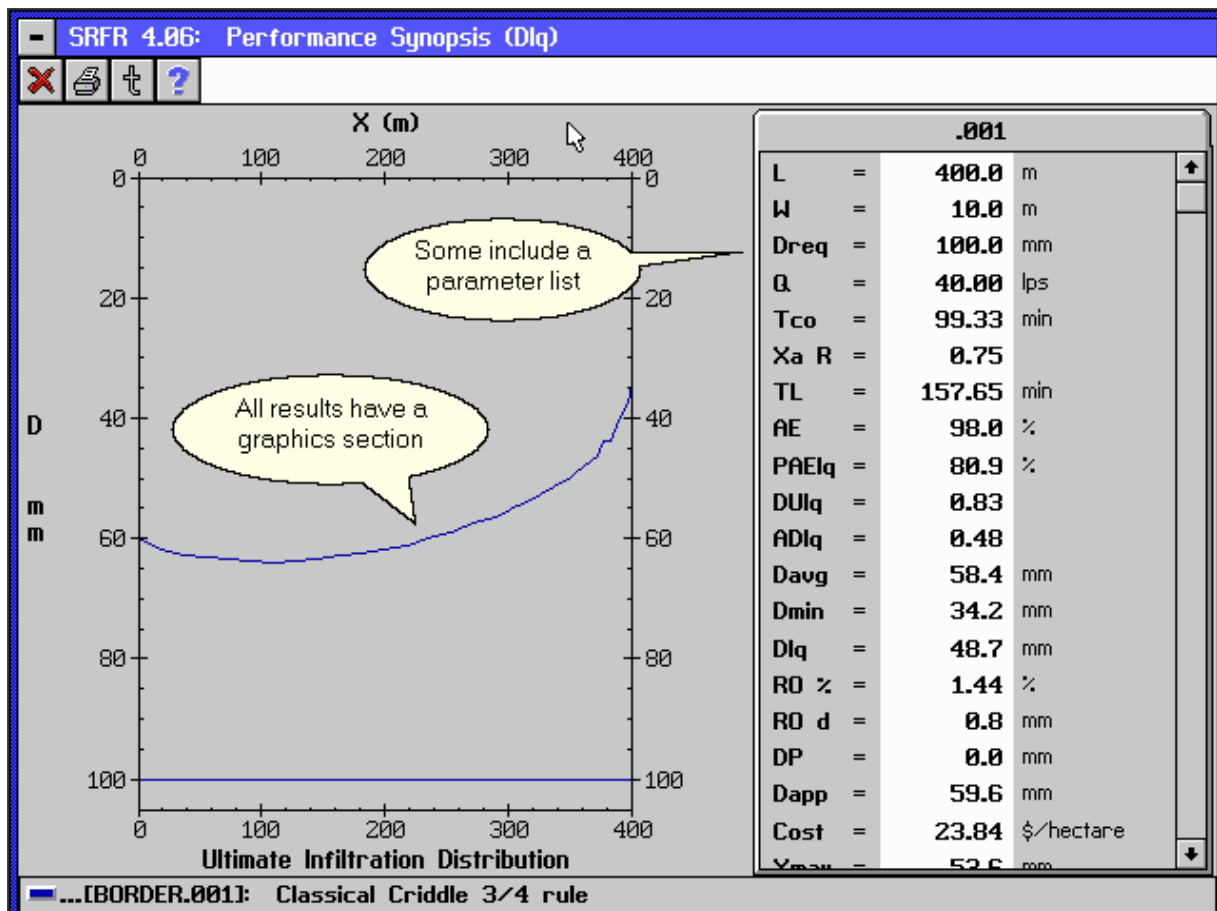 SRFR 4.06: Performance Synopsis (Dlq)
t ?
X (m)
0 100 200 300 400
0 0
20 20
40 40
60 60
80 80
100 100
0 100 200 300 400
D
m
m
Ultimate Infiltration Distribution
Some include a
parameter list
All results have a
graphics section
.001
L = 400.0 m
W = 10.0 m
Dreq = 100.0 mm
Q = 40.00 lps
Tco = 99.33 min
Xa R = 0.75
TL = 157.65 min
AE = 98.0 %
PAElq = 80.9 %
DUlq = 0.83
ADlq = 0.48
Davg = 58.4 mm
Dmin = 34.2 mm
Dlq = 48.7 mm
RO % = 1.44 %
RO d = 0.8 mm
DP = 0.0 mm
Dapp = 59.6 mm
Cost = 23.84 $/hectare
Ymax = 53.6 mm
...[BORDER.001]: Classical Criddle 3/4 rule